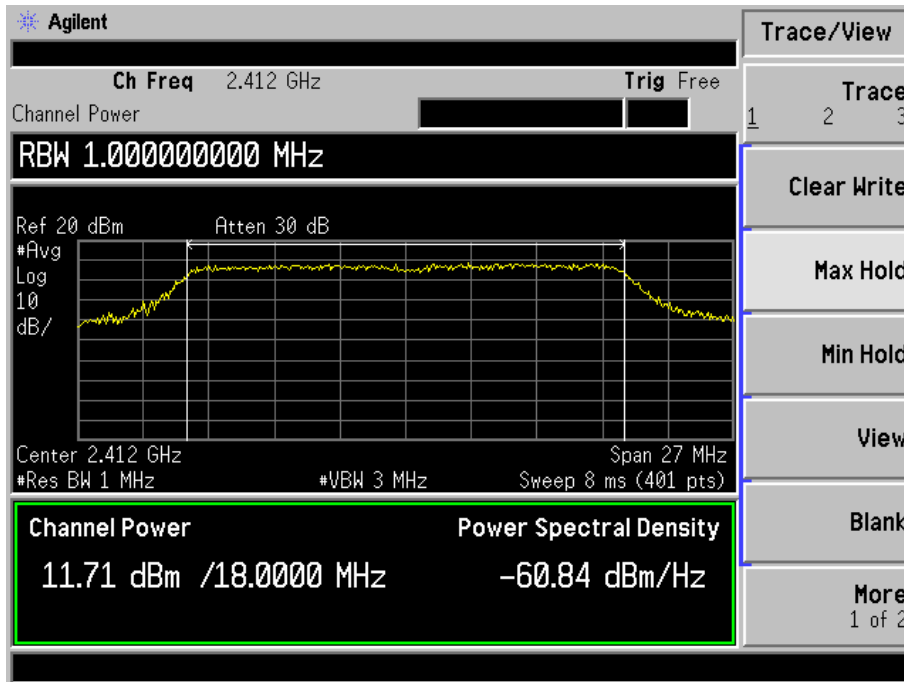 Agilent
Trace/View
Ch Freq 2.412 GHz Trig Free
Channel Power
Trace
1 2 3
RBW 1.000000000 MHz
Clear Write
Ref 20 dBm Atten 30 dB
#Avg
Log
10
dB/
Max Hold
Min Hold
Center 2.412 GHz Span 27 MHz
#Res BW 1 MHz #VBW 3 MHz Sweep 8 ms (401 pts)
View
Channel Power Power Spectral Density
11.71 dBm /18.0000 MHz -60.84 dBm/Hz
Blank
More
1 of 2